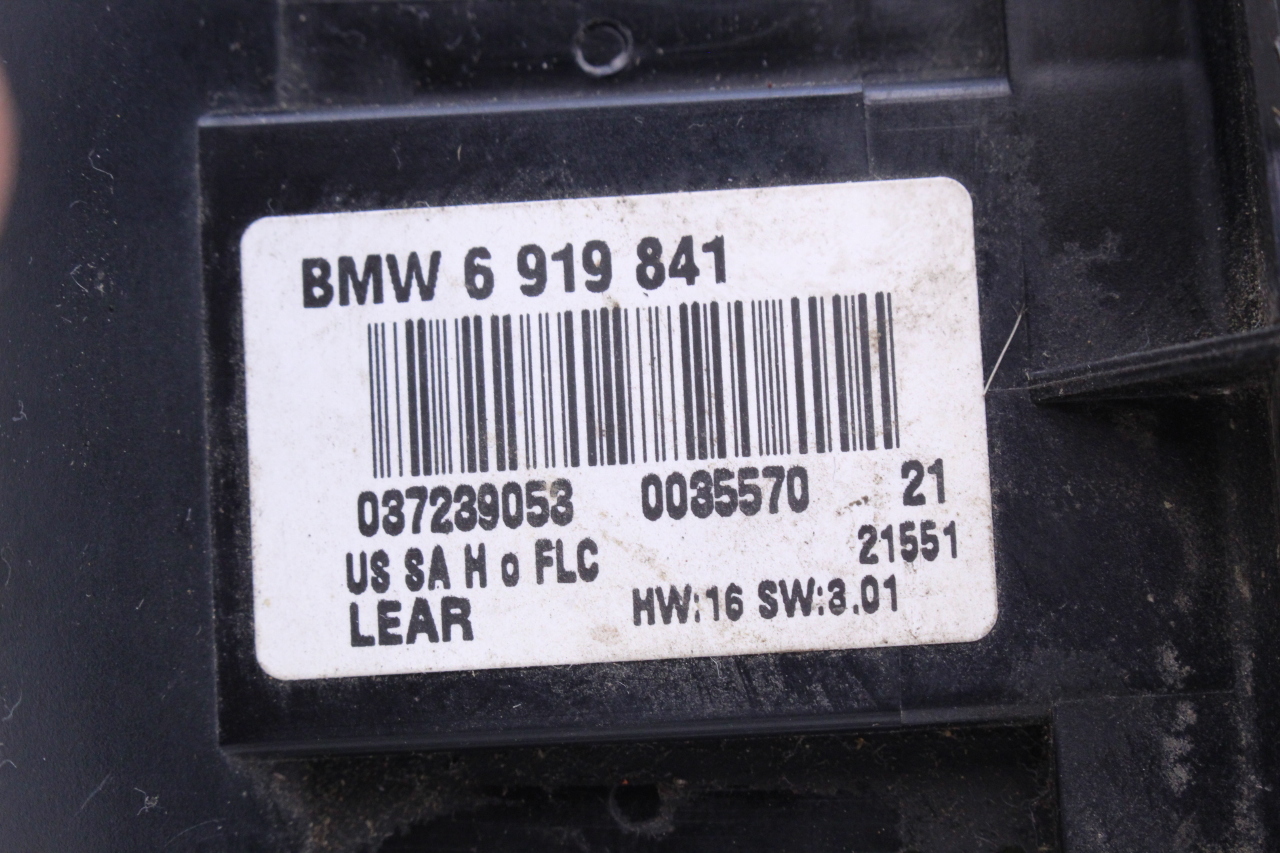 BMW 6 919 841
037239053 0035570 21
US SA H o FLC 21551
LEAR HW:16 SW:3.01